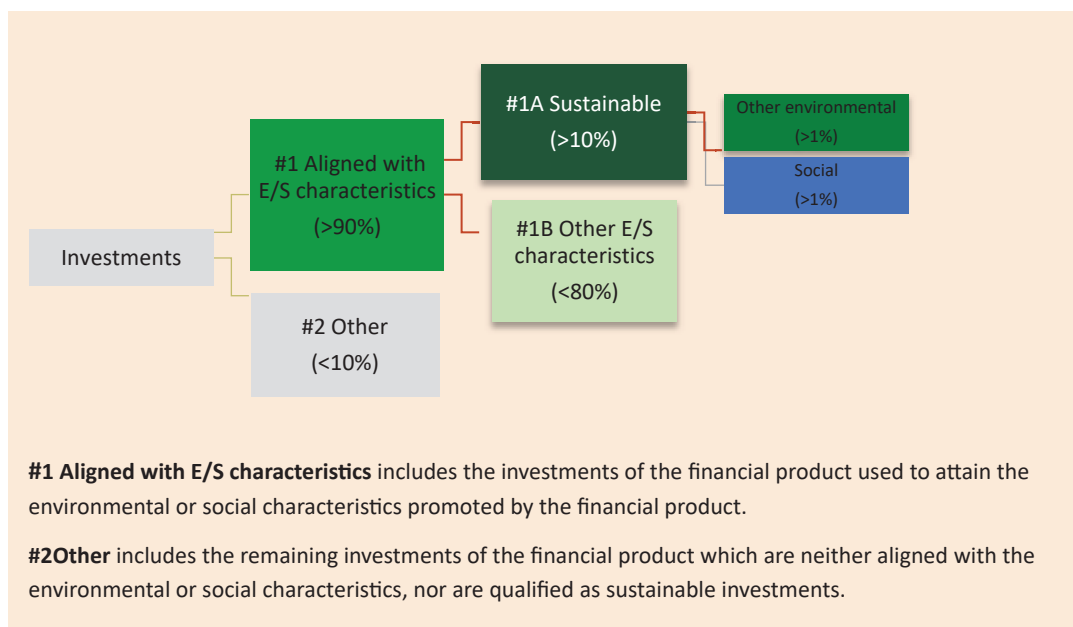 Investments
#1 Aligned with
E/S characteristics
(>90%)
#2 Other
(<10%)
#1A Sustainable
(>10%)
#1B Other E/S
characteristics
(<80%)
Other environmental
(>1%)
Social
(>1%)
#1 Aligned with E/S characteristics includes the investments of the financial product used to attain the
environmental or social characteristics promoted by the financial product.
#2Other includes the remaining investments of the financial product which are neither aligned with the
environmental or social characteristics, nor are qualified as sustainable investments.